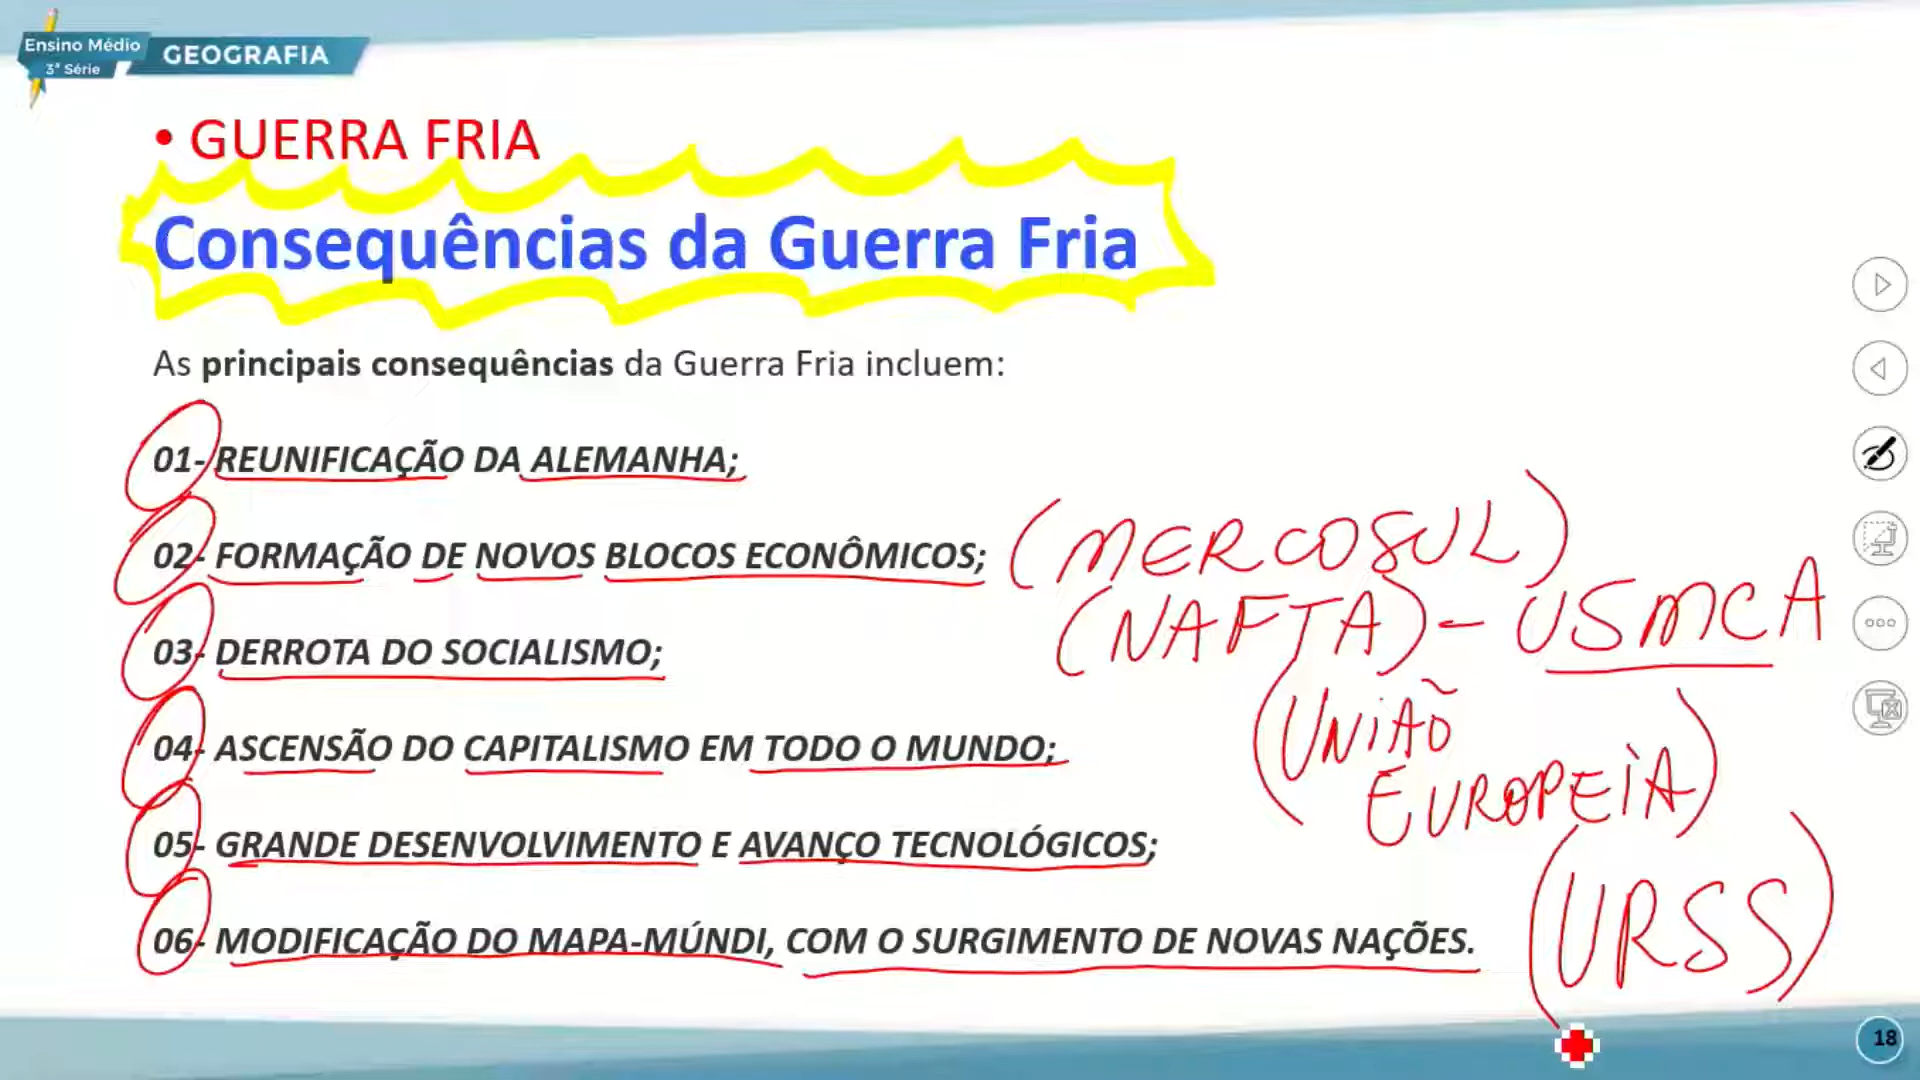 Ensino Médio
3ª Série
GEOGRAFIA
• GUERRA FRIA
Consequências da Guerra Fria
As principais consequências da Guerra Fria incluem:
01- REUNIFICAÇÃO DA ALEMANHA;
02- FORMAÇÃO DE NOVOS BLOCOS ECONÔMICOS; (MERCOSUL)
(NAFTA) - USMCA
03- DERROTA DO SOCIALISMO;
(UNIÃO
EUROPEIA)
04- ASCENSÃO DO CAPITALISMO EM TODO O MUNDO;
05- GRANDE DESENVOLVIMENTO E AVANÇO TECNOLÓGICOS;
06- MODIFICAÇÃO DO MAPA-MÚNDI, COM O SURGIMENTO DE NOVAS NAÇÕES.
(URSS)
18